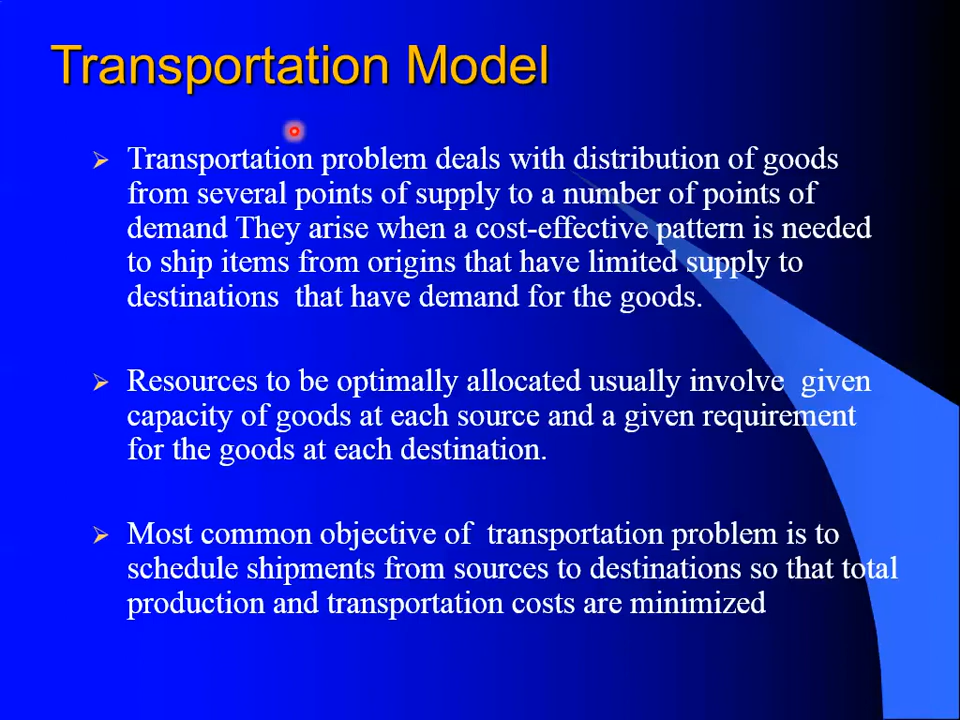 Transportation Model
Transportation problem deals with distribution of goods
from several points of supply to a number of points of
demand They arise when a cost-effective pattern is needed
to ship items from origins that have limited supply to
destinations  that have demand for the goods.
Resources to be optimally allocated usually involve  given
capacity of goods at each source and a given requirement
for the goods at each destination.
Most common objective of  transportation problem is to
schedule shipments from sources to destinations so that total
production and transportation costs are minimized